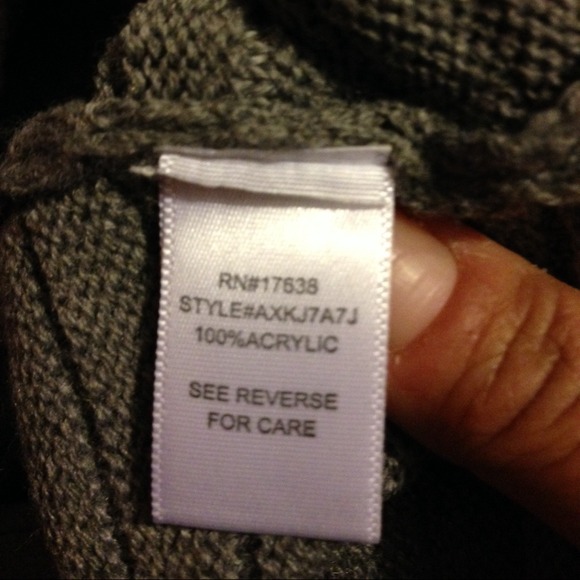 RN#17638
STYLE#AXKJ7A7J
100%ACRYLIC
SEE REVERSE
FOR CARE